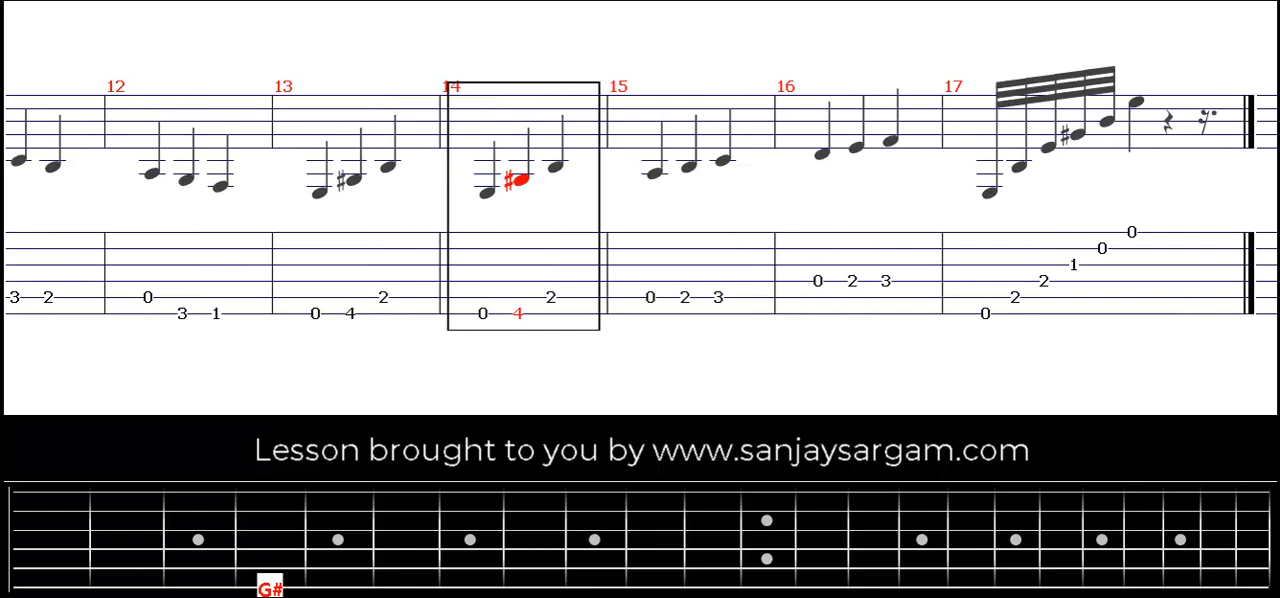 12 13 14 15 16 17
3 2 0 3 1 0 4 2 0 4 2 0 2 3 0 2 3 0 2 2 1 0 0
Lesson brought to you by www.sanjaysargam.com
G#